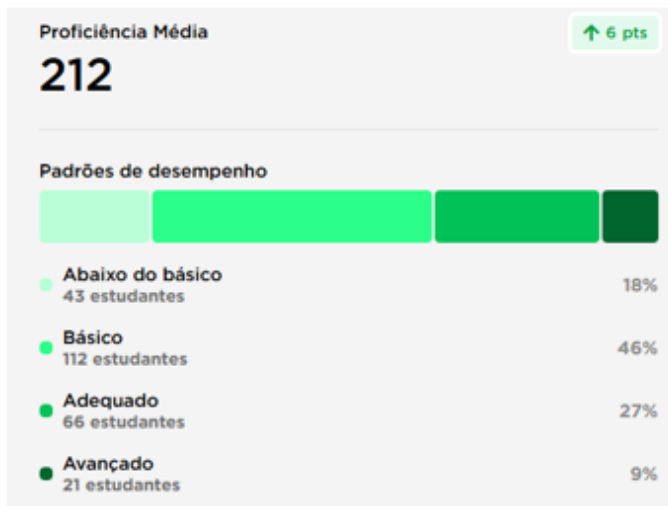 Proficiência Média
↑ 6 pts
212
Padrões de desempenho
Abaixo do básico
43 estudantes
18%
Básico
112 estudantes
46%
Adequado
66 estudantes
27%
Avançado
21 estudantes
9%